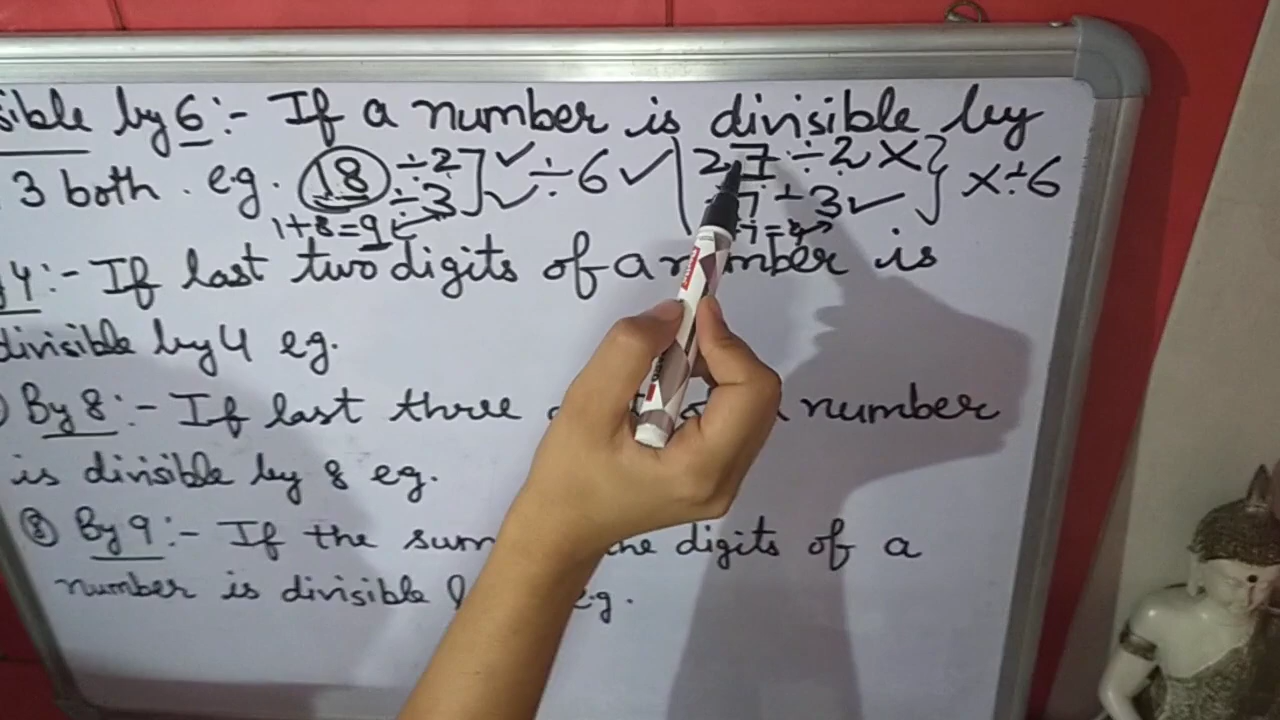 sible by 6:- If a number is divisible by
3 both. eg. 18 ÷2 ] ✓ ÷6 ✓ | 27 ÷2 × } ×÷6
÷3 ] ✓ 7 ÷ 3 ✓
1+8=9
y 4:- If last two digits of a number is
divisible by 4 eg.
By 8:- If last three number
is divisible by 8 eg.
⑧ By 9:- If the sum the digits of a
number is divisible eg.